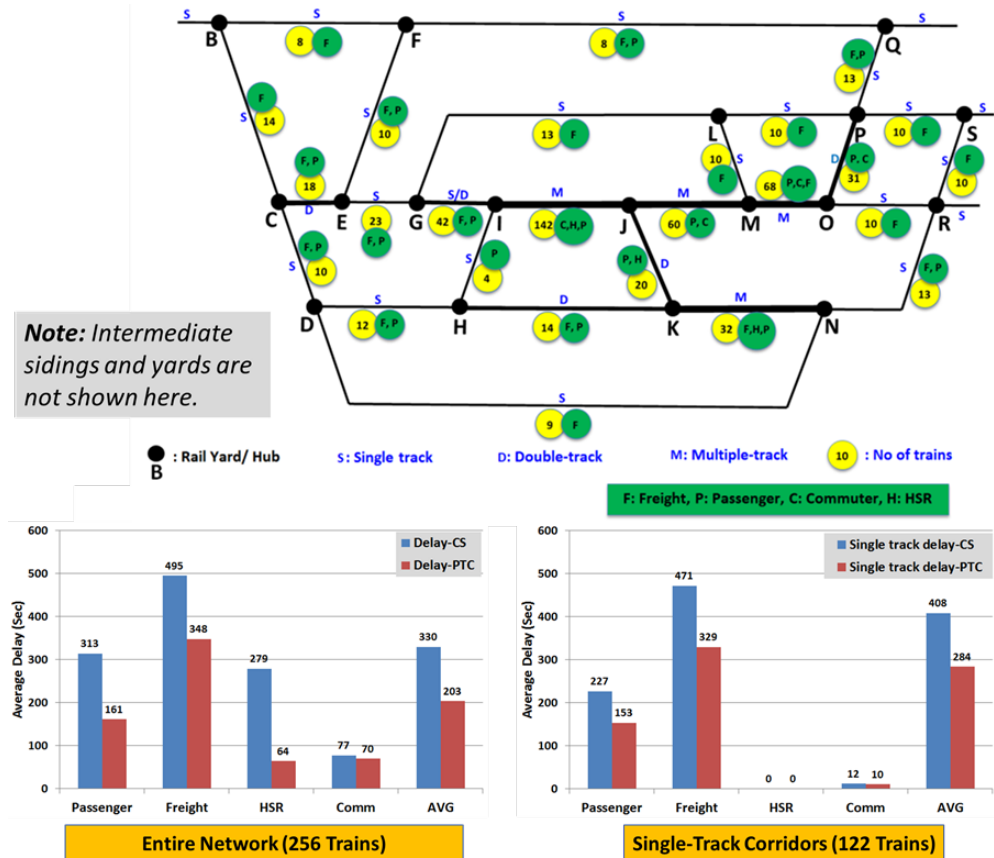 S
S
S
B
F
Q
8 F
8 F, P
F,P
13
S
F
14
S
F, P
10
S
S
S
S
S
L
P
S
13 F
10 F
10 F
10
F
S
68 P,C,F
D
P, C
31
F
10
S
F, P
18
S
S/D
M
M
M
S
S
C
D
E
G
I
J
M
O
R
23
F, P
42 F, P
142 C,H,P
60 P, C
10 F
F, P
10
S
P
4
S
P, H
20
D
F, P
13
S
S
D
M
D
H
K
N
12 F, P
14 F, P
32 F,H,P
Note: Intermediate
sidings and yards are
not shown here.
S
9 F
: Rail Yard/ Hub
B
S: Single track
D: Double-track
M: Multiple-track
10 : No of trains
F: Freight, P: Passenger, C: Commuter, H: HSR
Average Delay (Sec)
600
500
400
300
200
100
0
Delay-CS
Delay-PTC
313
161
495
348
279
64
77
70
330
203
Passenger
Freight
HSR
Comm
AVG
Entire Network (256 Trains)
Average Delay (Sec)
600
500
400
300
200
100
0
Single track delay-CS
Single track delay-PTC
227
153
471
329
0
0
12
10
408
284
Passenger
Freight
HSR
Comm
AVG
Single-Track Corridors (122 Trains)